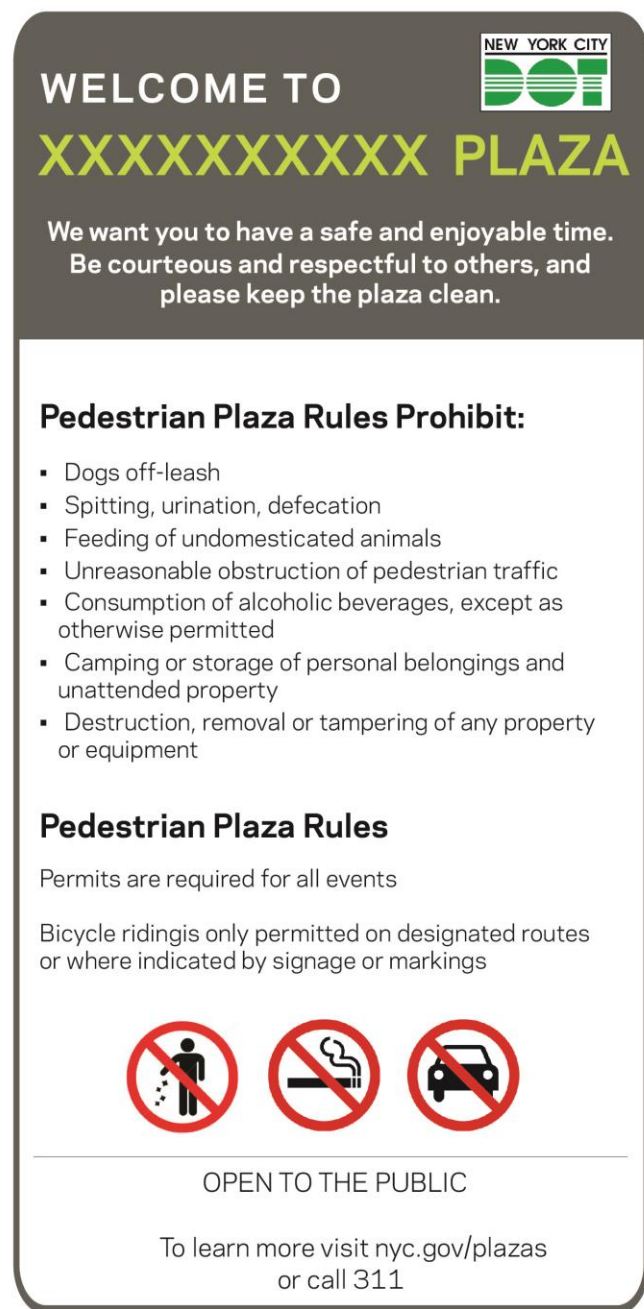 NEW YORK CITY
DOT
WELCOME TO
XXXXXXXXXX PLAZA
We want you to have a safe and enjoyable time.
Be courteous and respectful to others, and
please keep the plaza clean.
Pedestrian Plaza Rules Prohibit:
▪ Dogs off-leash
▪ Spitting, urination, defecation
▪ Feeding of undomesticated animals
▪ Unreasonable obstruction of pedestrian traffic
▪ Consumption of alcoholic beverages, except as
otherwise permitted
▪ Camping or storage of personal belongings and
unattended property
▪ Destruction, removal or tampering of any property
or equipment
Pedestrian Plaza Rules
Permits are required for all events
Bicycle ridingis only permitted on designated routes
or where indicated by signage or markings
OPEN TO THE PUBLIC
To learn more visit nyc.gov/plazas
or call 311